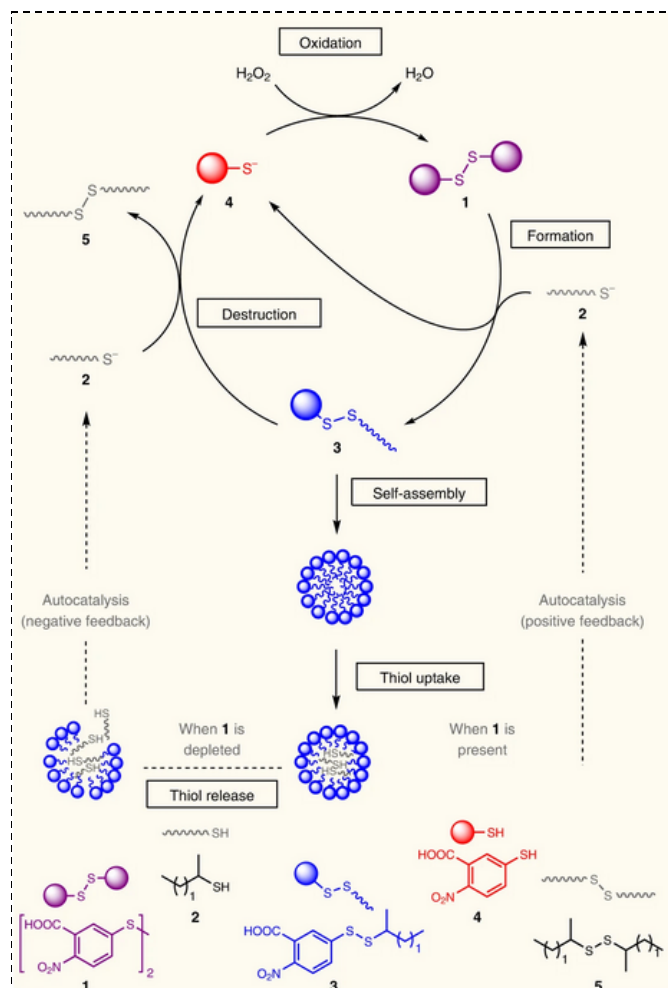 Oxidation
H₂O₂
H₂O
S⁻
4
S
S
1
S
S
5
Formation
S⁻
2
Destruction
S⁻
2
S
S
3
Self-assembly
Autocatalysis
(negative feedback)
Autocatalysis
(positive feedback)
Thiol uptake
HS
SH
HS
SH
When 1 is
depleted
HS
SH
HS
When 1 is
present
Thiol release
SH
SH
1
2
S
S
HOOC
S
O₂N
2
1
S
S
HOOC
S
S
1
O₂N
3
SH
HOOC
SH
O₂N
4
S
S
1
S
S
1
5